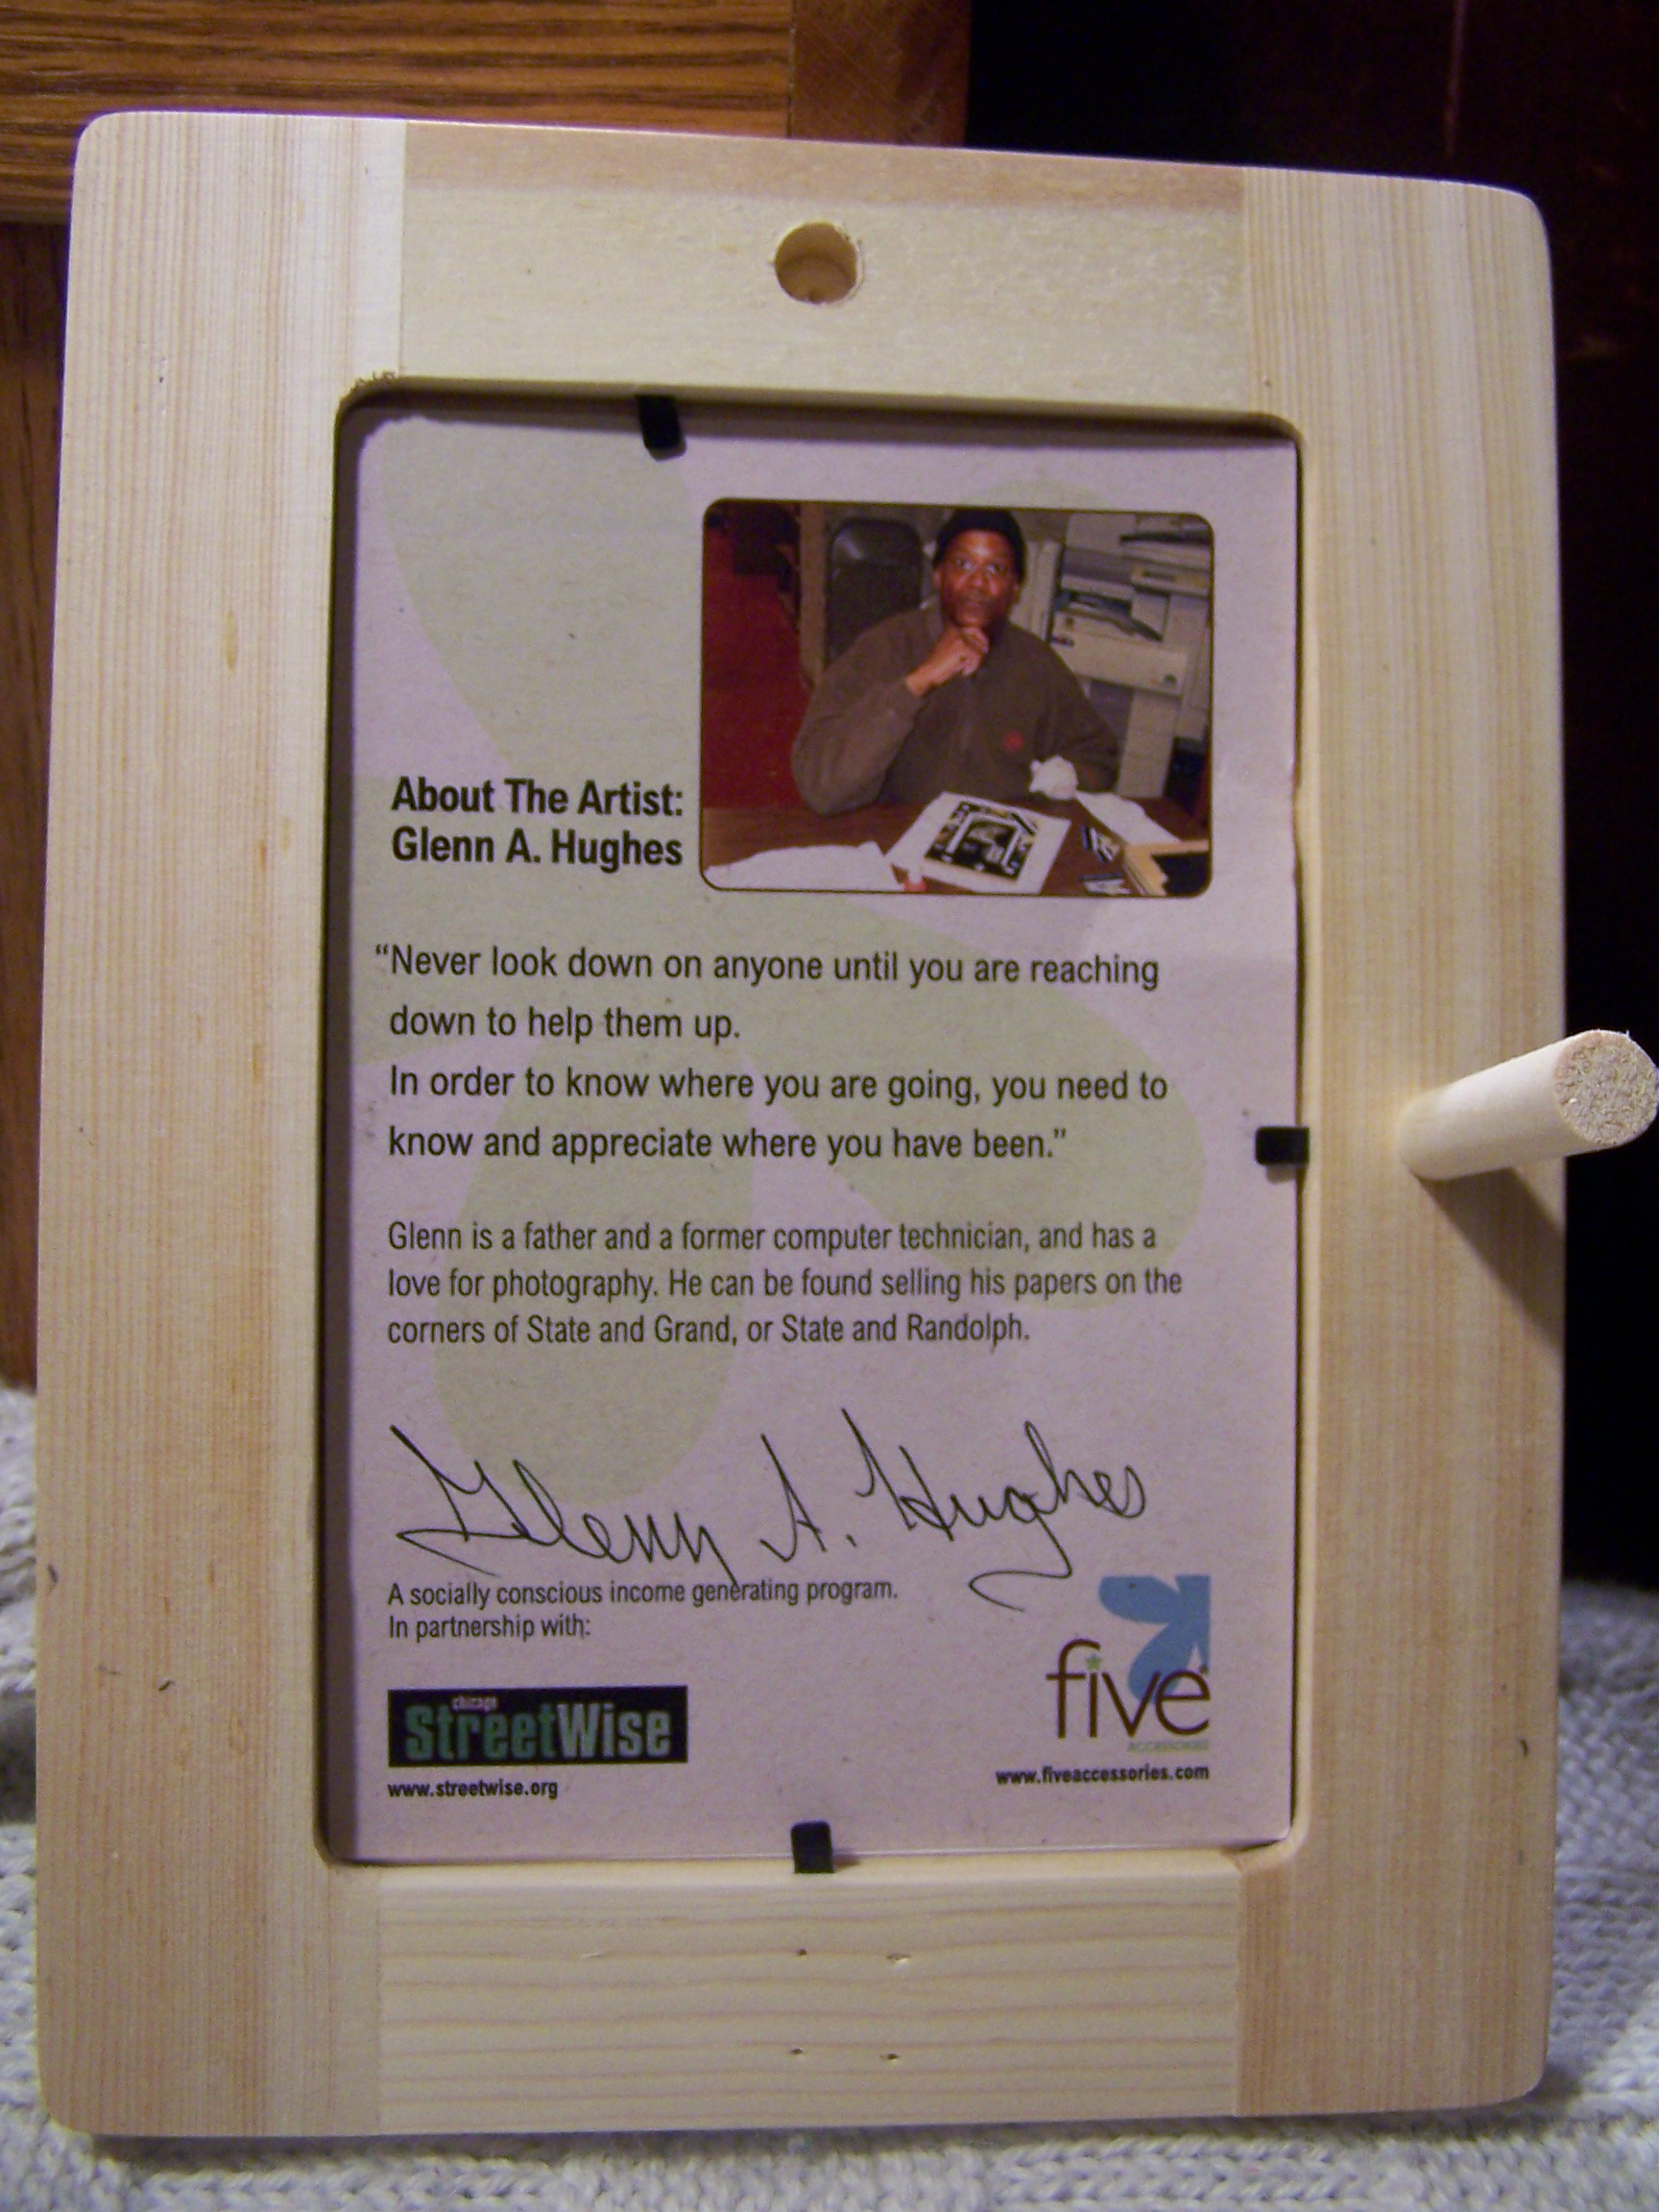 About The Artist:
Glenn A. Hughes
“Never look down on anyone until you are reaching
down to help them up.
In order to know where you are going, you need to
know and appreciate where you have been.”
Glenn is a father and a former computer technician, and has a
love for photography. He can be found selling his papers on the
corners of State and Grand, or State and Randolph.
Glenn A. Hughes
A socially conscious income generating program.
In partnership with:
chicago
StreetWise
www.streetwise.org
five
ACCESSORIES
www.fiveaccessories.com